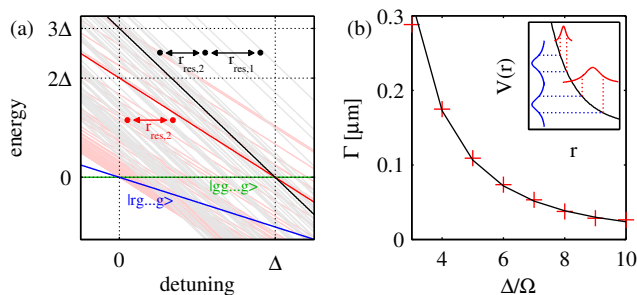 (a)
3Δ
r_res,2 r_res,1
2Δ
r_res,2
energy
0
|gg...g>
|rg...g>
0 Δ
detuning
(b)
0.3
V(r)
r
0.2
Γ [μm]
0.1
0
4 6 8 10
Δ/Ω